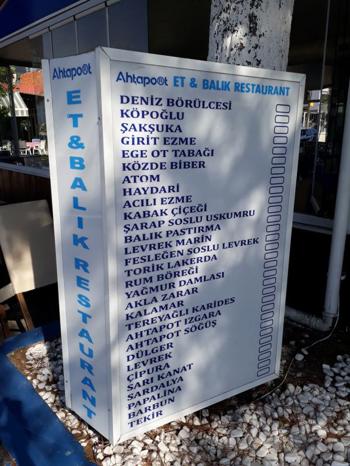 Ahtapot ET & BALIK RESTAURANT
DENİZ BÖRÜLCESİ
KÖPOĞLU
ŞAKŞUKA
GİRİT EZME
EGE OT TABAĞI
KÖZDE BİBER
ATOM
HAYDARİ
ACILI EZME
KABAK ÇİÇEĞİ
ŞARAP SOSLU USKUMRU
BALIK PASTIRMA
LEVREK MARİN
FESLEĞEN SOSLU LEVREK
TORİK LAKERDA
RUM BÖREĞİ
YAĞMUR DAMLASI
AKLA ZARAR
KALAMAR
TEREYAĞLI KARİDES
AHTAPOT IZGARA
AHTAPOT SÖĞÜŞ
DÜLGER
LEVREK
ÇİPURA
SARI KANAT
SARDALYA
PAPALİNA
BARBUN
TEKİR
Ahtapot
ET&BALIK RESTAURANT